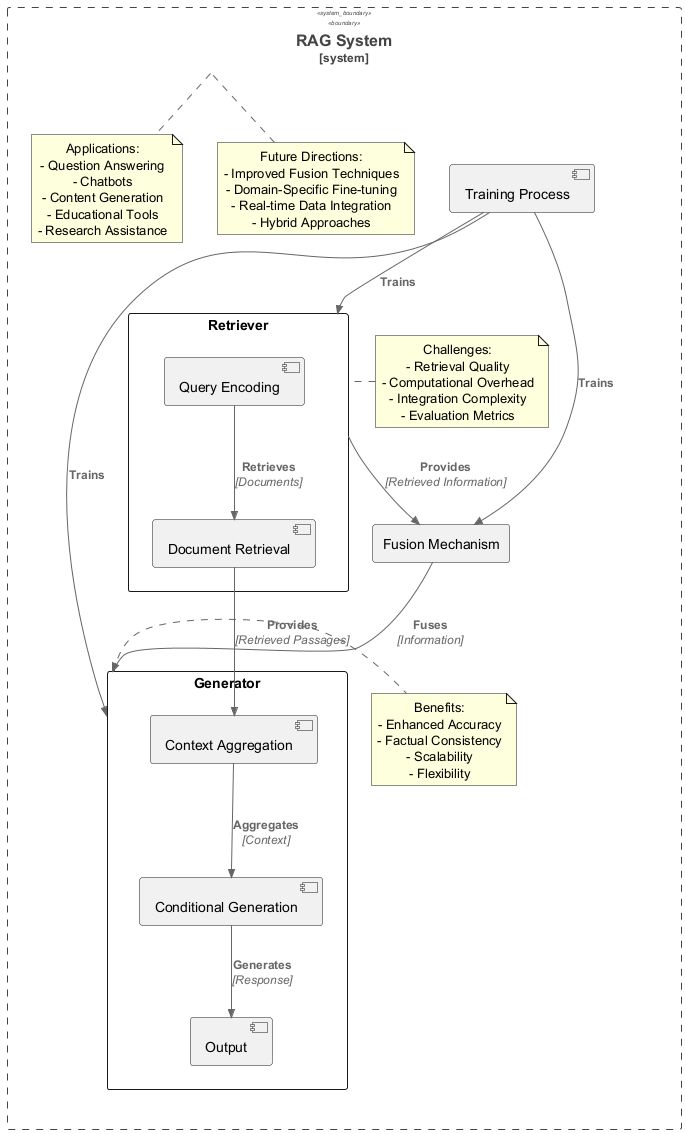 «system_boundary»
«boundary»
RAG System
[system]
Applications:
- Question Answering
- Chatbots
- Content Generation
- Educational Tools
- Research Assistance
Future Directions:
- Improved Fusion Techniques
- Domain-Specific Fine-tuning
- Real-time Data Integration
- Hybrid Approaches
Training Process
Trains
Retriever
Query Encoding
Challenges:
- Retrieval Quality
- Computational Overhead
- Integration Complexity
- Evaluation Metrics
Trains
Trains
Retrieves
[Documents]
Provides
[Retrieved Information]
Document Retrieval
Fusion Mechanism
Provides
[Retrieved Passages]
Fuses
[Information]
Generator
Context Aggregation
Benefits:
- Enhanced Accuracy
- Factual Consistency
- Scalability
- Flexibility
Aggregates
[Context]
Conditional Generation
Generates
[Response]
Output